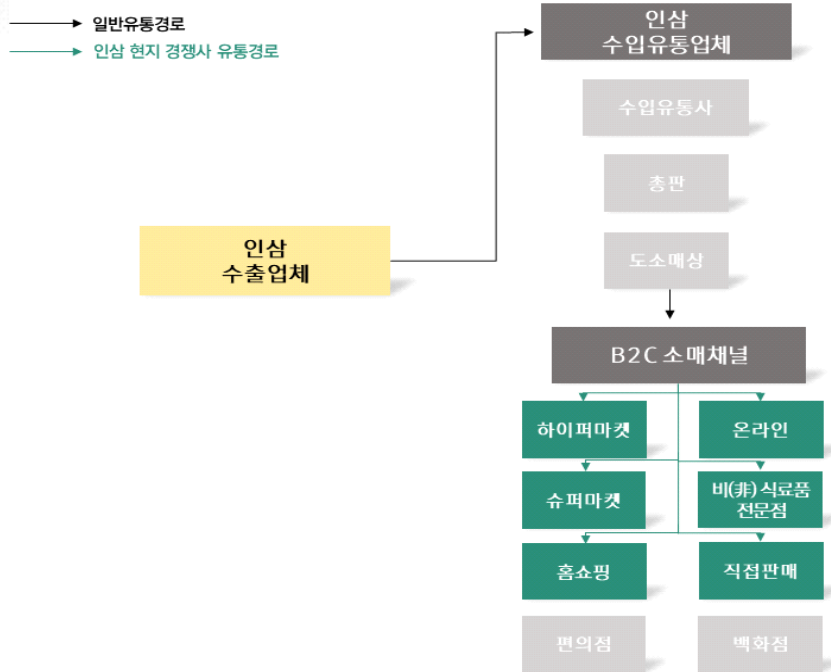 일반유통경로
인삼 현지 경쟁사 유통경로
인삼
수입유통업체
수입유통사
총판
인삼
수출업체
도소매상
B2C 소매채널
하이퍼마켓
온라인
슈퍼마켓
비(非) 식료품
전문점
홈쇼핑
직접판매
편의점
백화점